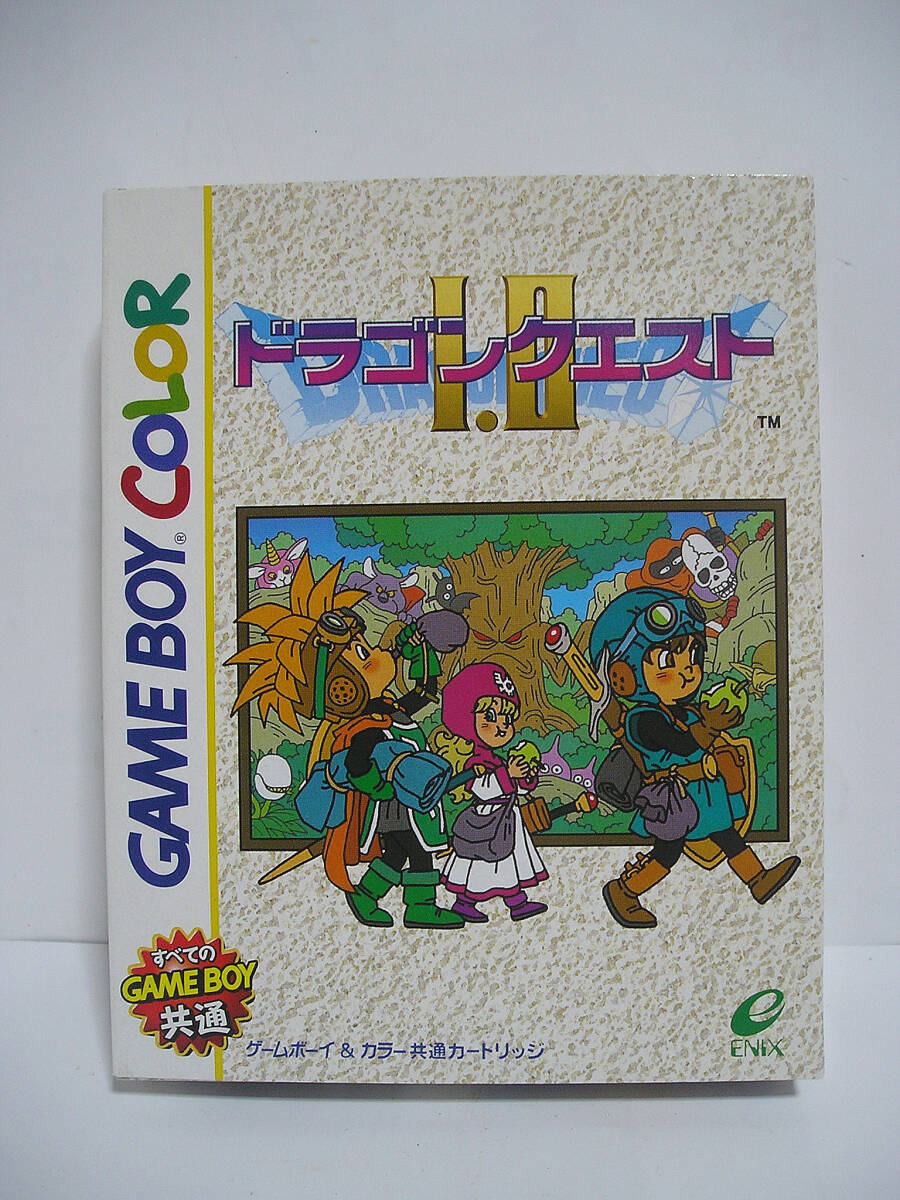 GAME BOY COLOR
®
I・II
ドラゴンクエスト
DRAGON QUEST
TM
すべての
GAME BOY
共通
ゲームボーイ & カラー共通カートリッジ
ENIX